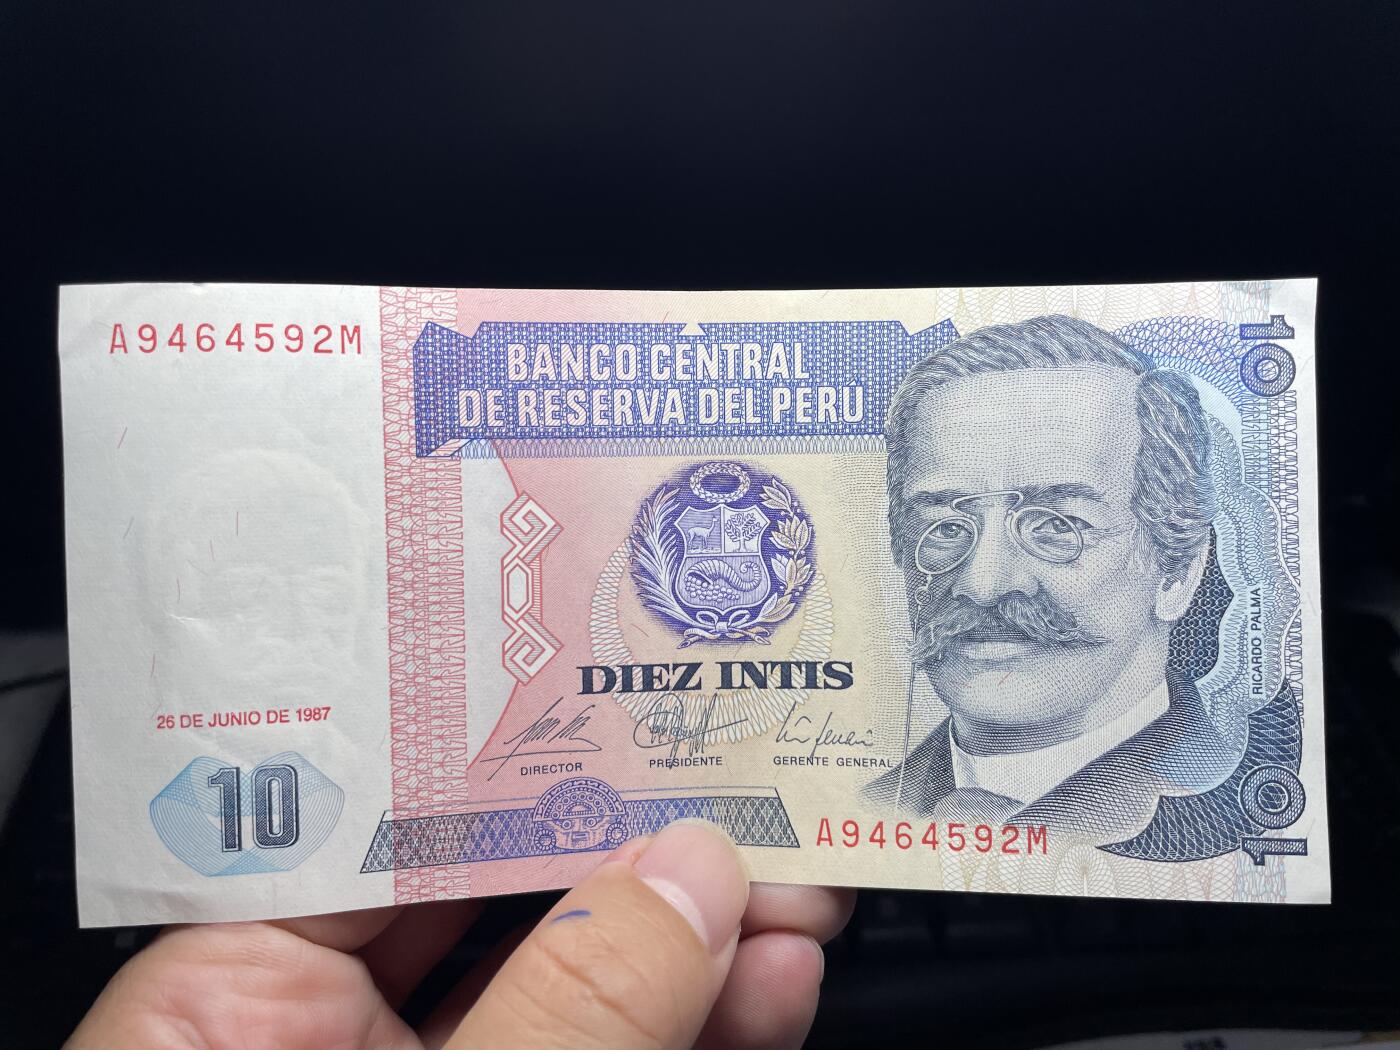 A9464592M
BANCO CENTRAL
DE RESERVA DEL PERÚ
10
DIEZ INTIS
RICARDO PALMA
26 DE JUNIO DE 1987
DIRECTOR
PRESIDENTE
GERENTE GENERAL
10
A9464592M
10